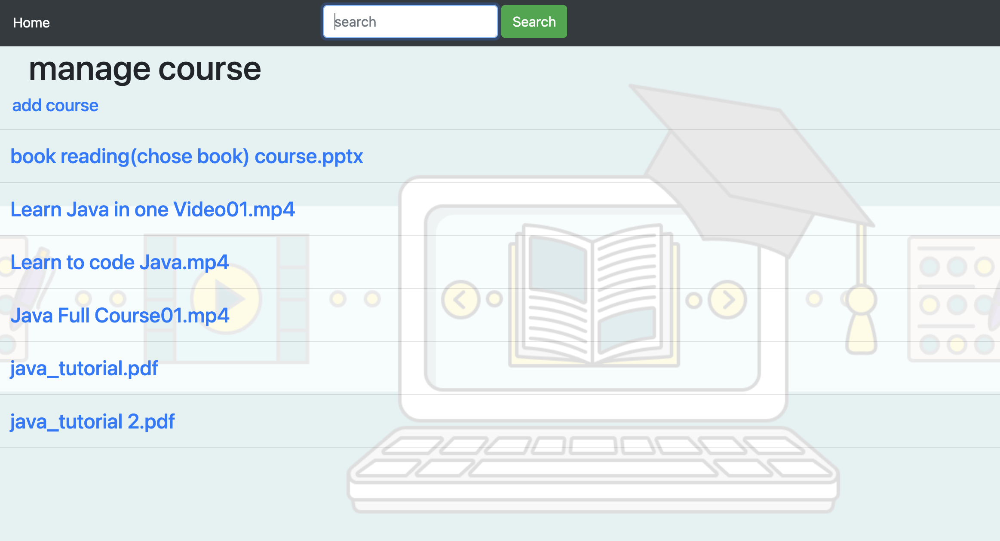 Home
search
Search
manage course
add course
book reading(chose book) course.pptx
Learn Java in one Video01.mp4
Learn to code Java.mp4
Java Full Course01.mp4
java_tutorial.pdf
java_tutorial 2.pdf